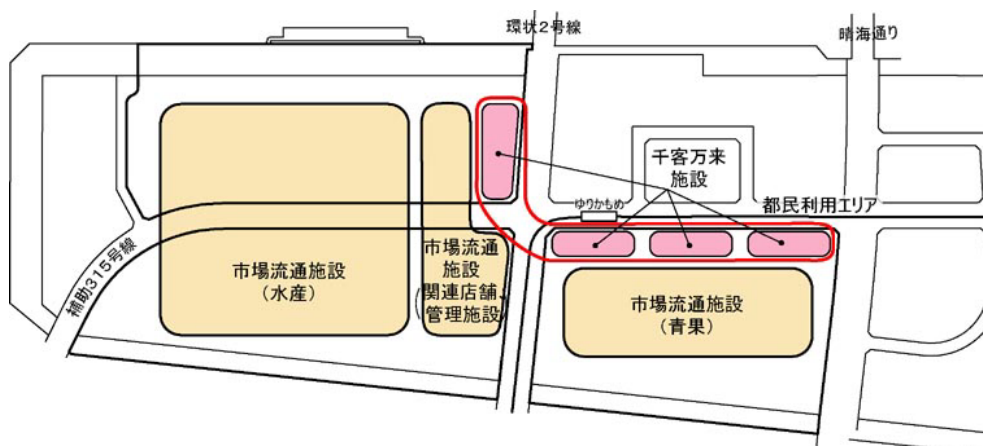 環状2号線
晴海通り
千客万来
施設
ゆりかもめ
都民利用エリア
補助315号線
市場流通施設
(水産)
市場流通
施設
(関連店舗、
管理施設)
市場流通施設
(青果)